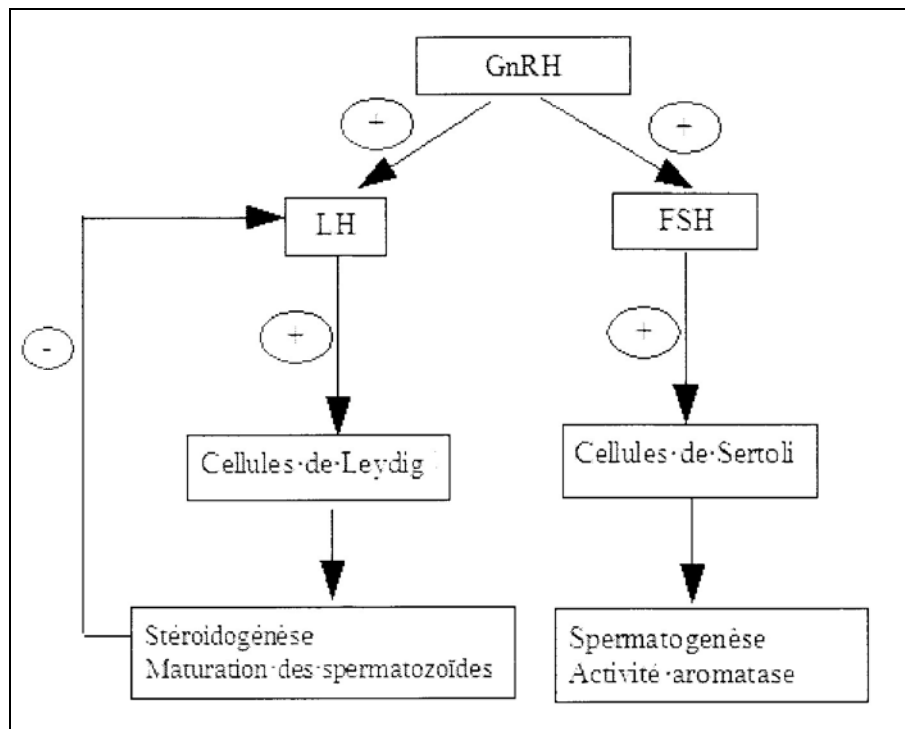 GnRH
+
+
LH
FSH
-
+
+
Cellules·de·Leydig
Cellules·de·Sertoli
Stéroidogénèse
Maturation·des·spermatozoïdes
Spermatogenèse
Activité·aromatase